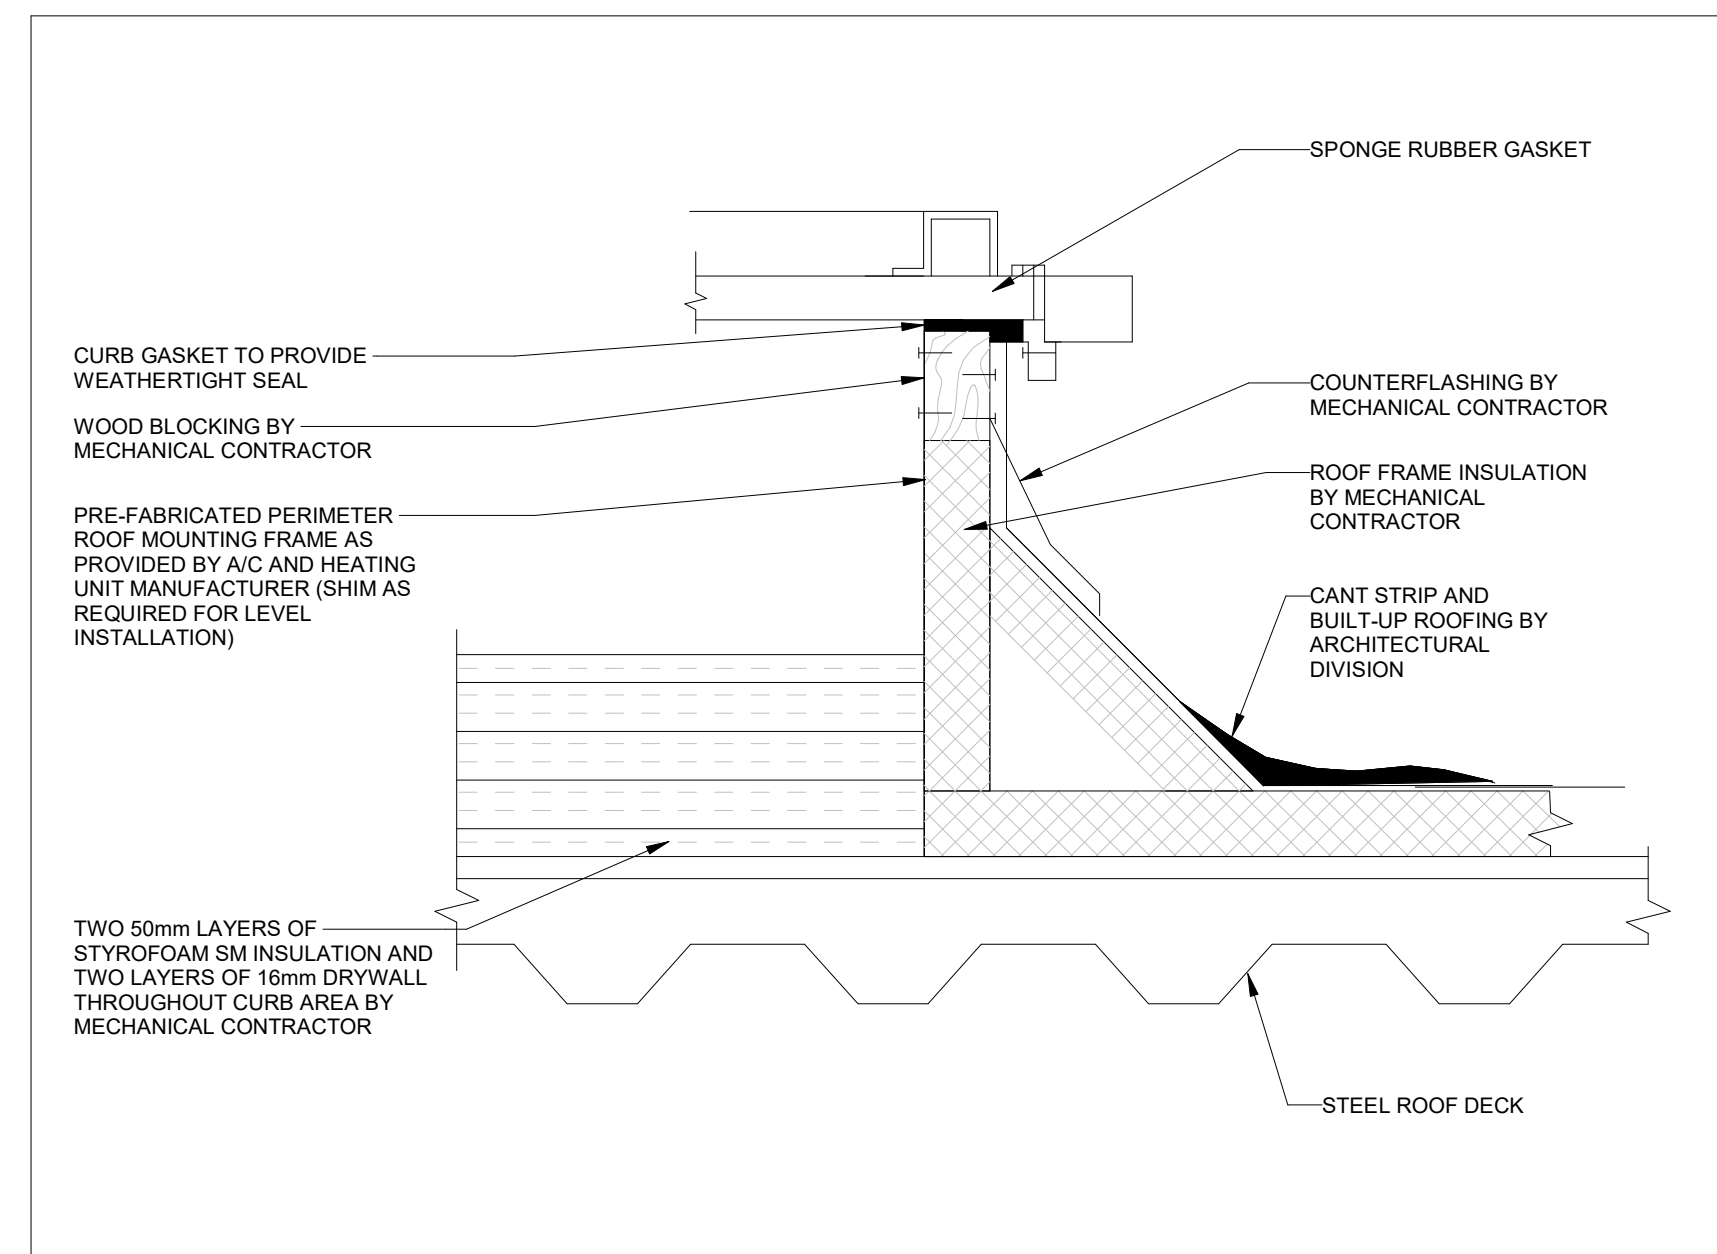 SPONGE RUBBER GASKET
CURB GASKET TO PROVIDE
WEATHERTIGHT SEAL
WOOD BLOCKING BY
MECHANICAL CONTRACTOR
PRE-FABRICATED PERIMETER
ROOF MOUNTING FRAME AS
PROVIDED BY A/C AND HEATING
UNIT MANUFACTURER (SHIM AS
REQUIRED FOR LEVEL
INSTALLATION)
COUNTERFLASHING BY
MECHANICAL CONTRACTOR
ROOF FRAME INSULATION
BY MECHANICAL
CONTRACTOR
CANT STRIP AND
BUILT-UP ROOFING BY
ARCHITECTURAL
DIVISION
TWO 50mm LAYERS OF
STYROFOAM SM INSULATION AND
TWO LAYERS OF 16mm DRYWALL
THROUGHOUT CURB AREA BY
MECHANICAL CONTRACTOR
STEEL ROOF DECK